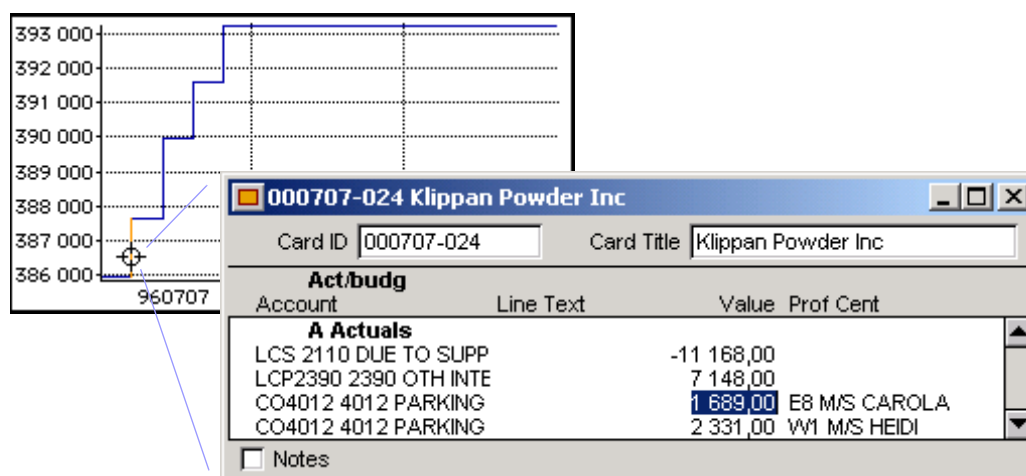 393 000
392 000
391 000
390 000
389 000
388 000
387 000
386 000
960707
000707-024 Klippan Powder Inc
Card ID 000707-024 Card Title Klippan Powder Inc
Act/budg
Account Line Text Value Prof Cent
A Actuals
LCS 2110 DUE TO SUPP -11 168,00
LCP2390 2390 OTH INTE 7 148,00
CO4012 4012 PARKING 1 689,00 E8 M/S CAROLA
CO4012 4012 PARKING 2 331,00 W1 M/S HEIDI
Notes